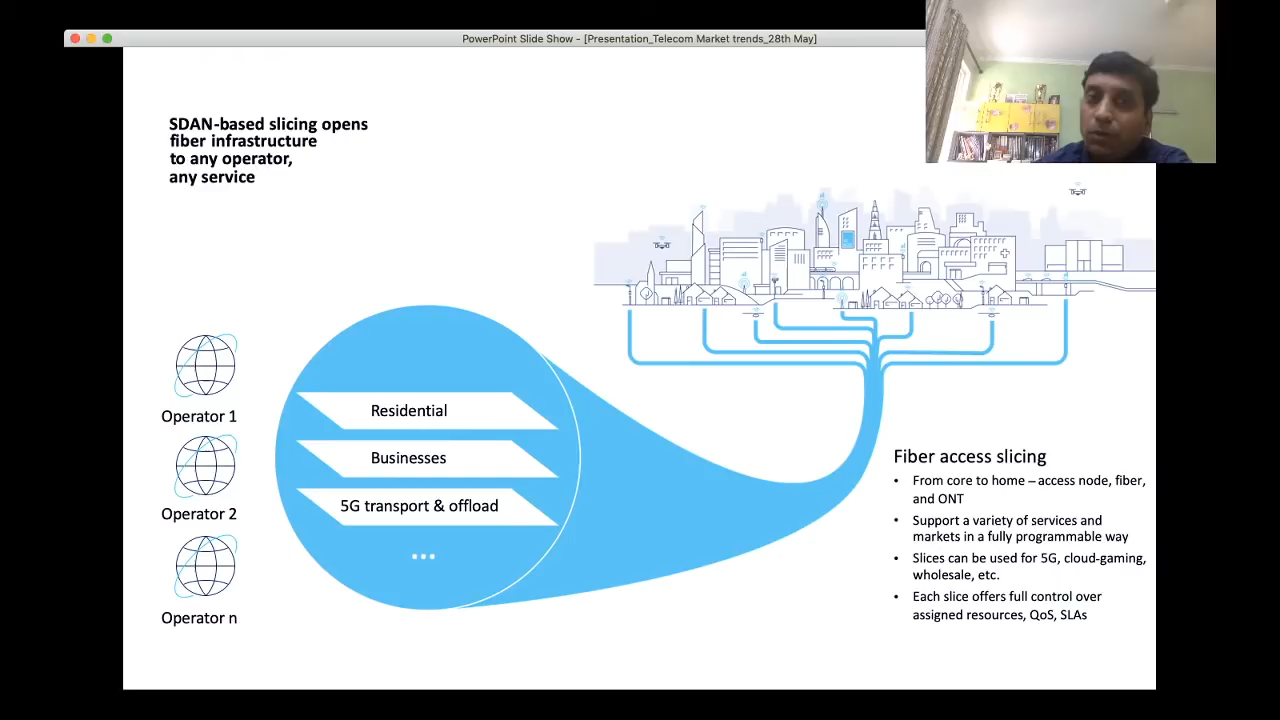 PowerPoint Slide Show - [Presentation_Telecom Market trends_28th May]
SDAN-based slicing opens
fiber infrastructure
to any operator,
any service
Operator 1
Operator 2
Operator n
Residential
Businesses
5G transport & offload
...
Fiber access slicing
• From core to home – access node, fiber,
and ONT
• Support a variety of services and
markets in a fully programmable way
• Slices can be used for 5G, cloud-gaming,
wholesale, etc.
• Each slice offers full control over
assigned resources, QoS, SLAs